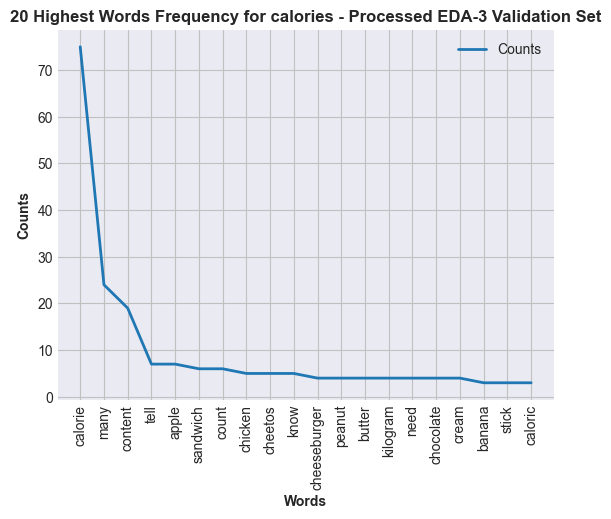 20 Highest Words Frequency for calories - Processed EDA-3 Validation Set
Counts
70
60
50
40
30
20
10
0
Counts
calorie
many
content
tell
apple
sandwich
count
chicken
cheetos
know
cheeseburger
peanut
butter
kilogram
need
chocolate
cream
banana
stick
caloric
Words